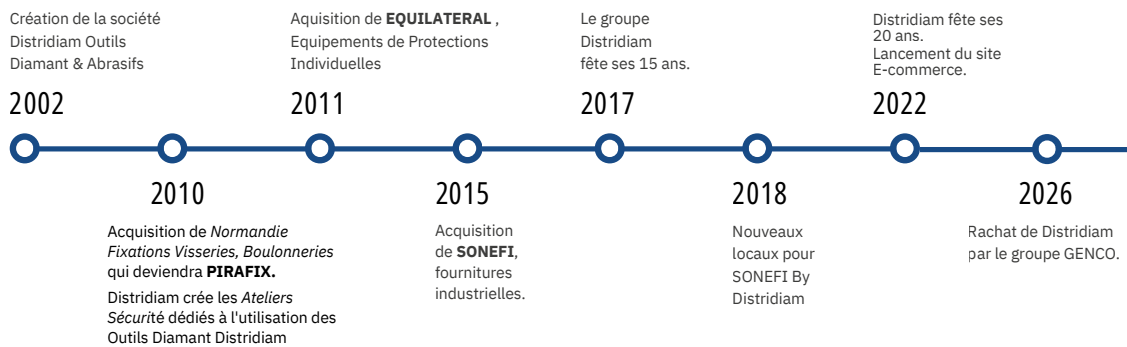 Création de la société
Distridiam Outils
Diamant & Abrasifs
2002
Aquisition de EQUILATERAL ,
Equipements de Protections
Individuelles
2011
Le groupe
Distridiam
fête ses 15 ans.
2017
Distridiam fête ses
20 ans.
Lancement du site
E-commerce.
2022
2010
Acquisition de Normandie
Fixations Visseries, Boulonneries
qui deviendra PIRAFIX.
Distridiam crée les Ateliers
Sécurité dédiés à l'utilisation des
Outils Diamant Distridiam
2015
Acquisition
de SONEFI,
fournitures
industrielles.
2018
Nouveaux
locaux pour
SONEFI By
Distridiam
2026
Rachat de Distridiam
par le groupe GENCO.